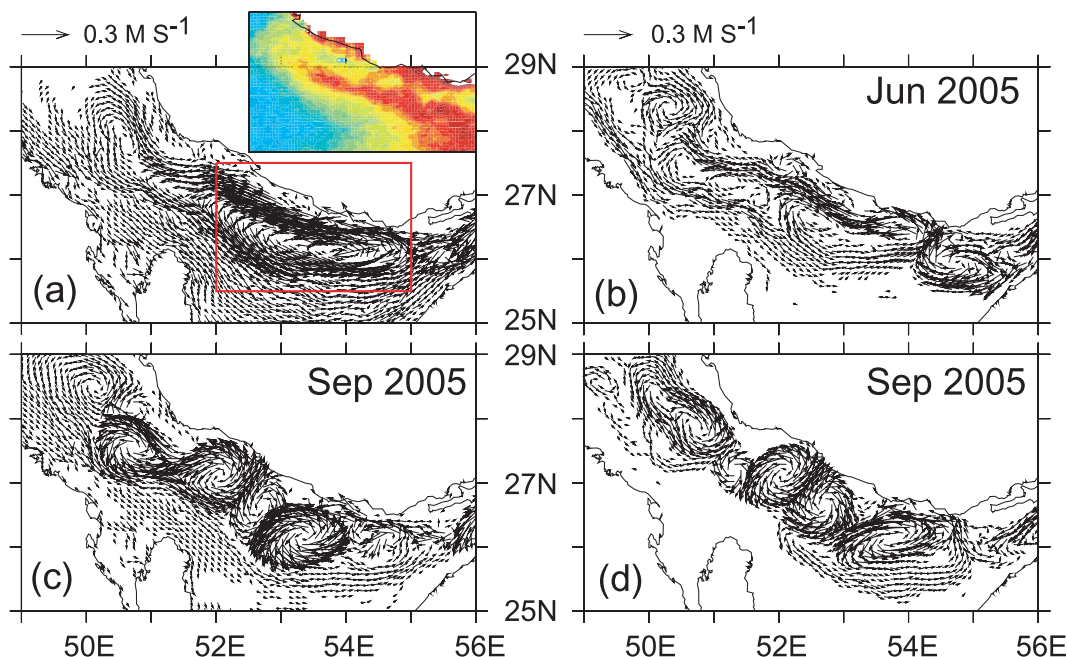 0.3 M S⁻¹
0.3 M S⁻¹
29N
Jun 2005
27N
(a)
(b)
25N
29N
Sep 2005
Sep 2005
27N
(c)
(d)
25N
50E 52E 54E 56E 50E 52E 54E 56E